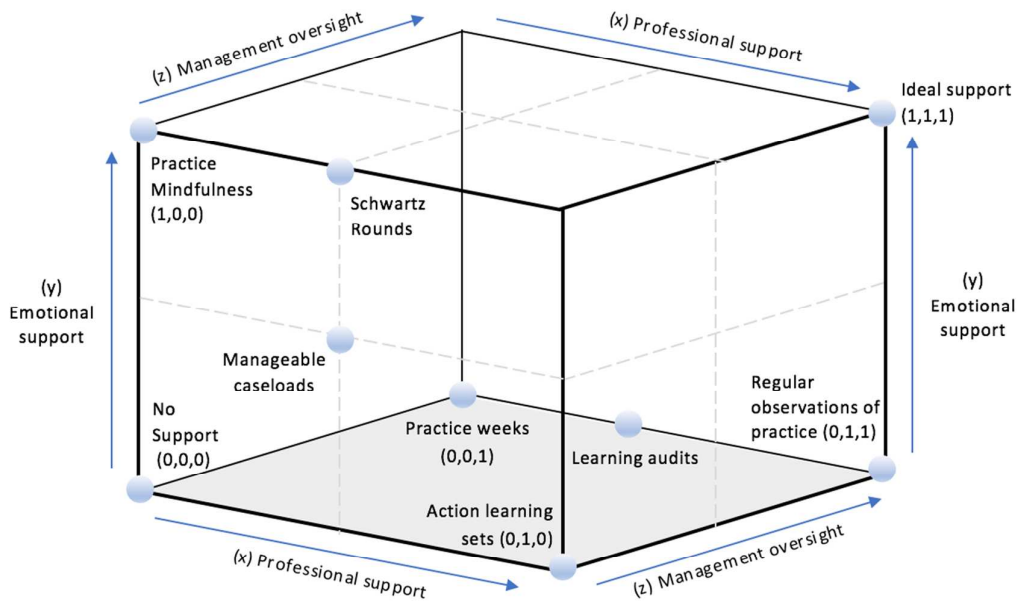 (z) Management oversight
(x) Professional support
Ideal support
(1,1,1)
Practice
Mindfulness
(1,0,0)
Schwartz
Rounds
(y)
Emotional
support
(y)
Emotional
support
Manageable
caseloads
No
Support
(0,0,0)
Practice weeks
(0,0,1)
Learning audits
Regular
observations of
practice (0,1,1)
Action learning
sets (0,1,0)
(x) Professional support
(z) Management oversight